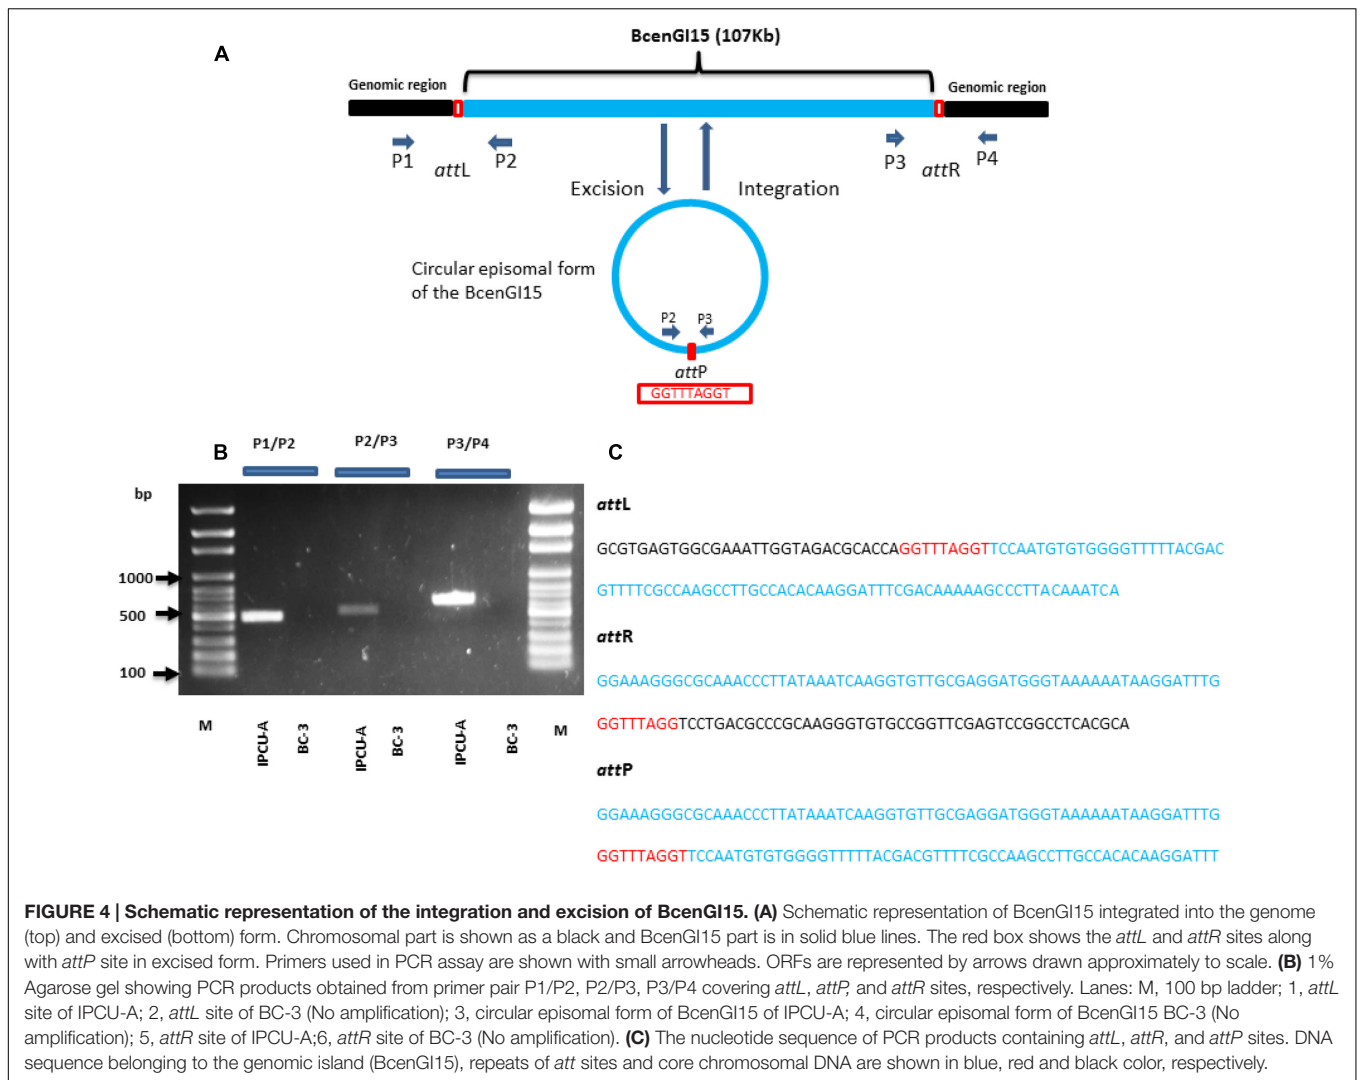 A
BcenGI15 (107Kb)
Genomic region
Genomic region
P1
attL
P2
P3
attR
P4
Excision
Integration
Circular episomal form
of the BcenGI15
P2
P3
attP
GGTTTAGGT
B
P1/P2
P2/P3
P3/P4
bp
1000
500
100
M
IPCU-A
BC-3
IPCU-A
BC-3
IPCU-A
BC-3
M
C
attL
GCGTGAGTGGCGAAATTGGTAGACGCACCAGGTTTAGGTTCCAATGTGTGGGGTTTTTACGAC
GTTTTCGCCAAGCCTTGCCACACAAGGATTTCGACAAAAAGCCCTTACAAATCA
attR
GGAAAGGGCGCAAACCCTTATAAATCAAGGTGTTGCGAGGATGGGTAAAAAATAAGGATTTG
GGTTTAGGTCCTGACGCCCGCAAGGGTGTGCCGGTTCGAGTCCGGCCTCACGCA
attP
GGAAAGGGCGCAAACCCTTATAAATCAAGGTGTTGCGAGGATGGGTAAAAAATAAGGATTTG
GGTTTAGGTTCCAATGTGTGGGGTTTTTACGACGTTTTCGCCAAGCCTTGCCACACAAGGATTT
FIGURE 4 | Schematic representation of the integration and excision of BcenGI15. (A) Schematic representation of BcenGI15 integrated into the genome
(top) and excised (bottom) form. Chromosomal part is shown as a black and BcenGI15 part is in solid blue lines. The red box shows the attL and attR sites along
with attP site in excised form. Primers used in PCR assay are shown with small arrowheads. ORFs are represented by arrows drawn approximately to scale. (B) 1%
Agarose gel showing PCR products obtained from primer pair P1/P2, P2/P3, P3/P4 covering attL, attP, and attR sites, respectively. Lanes: M, 100 bp ladder; 1, attL
site of IPCU-A; 2, attL site of BC-3 (No amplification); 3, circular episomal form of BcenGI15 of IPCU-A; 4, circular episomal form of BcenGI15 BC-3 (No
amplification); 5, attR site of IPCU-A;6, attR site of BC-3 (No amplification). (C) The nucleotide sequence of PCR products containing attL, attR, and attP sites. DNA
sequence belonging to the genomic island (BcenGI15), repeats of att sites and core chromosomal DNA are shown in blue, red and black color, respectively.